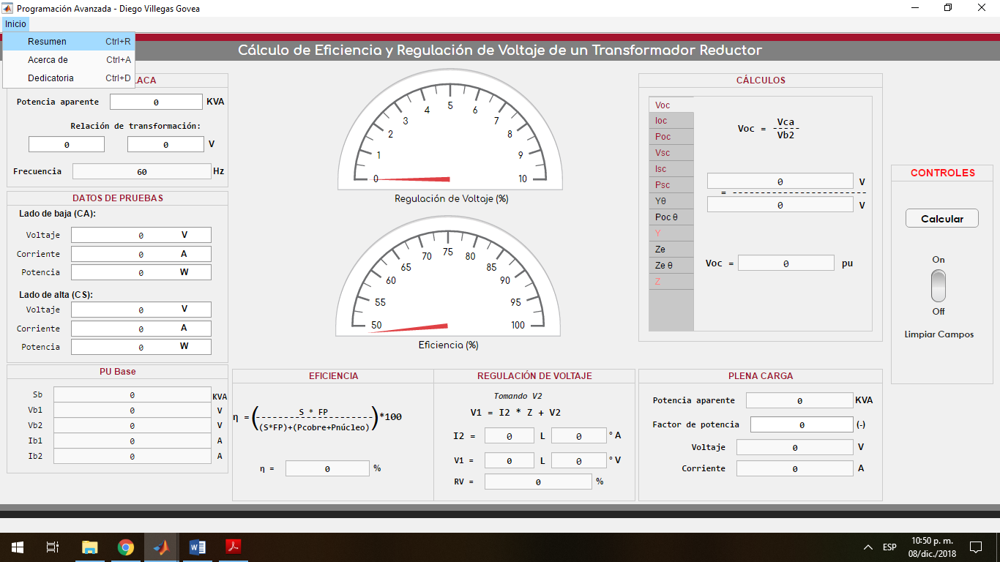 Programación Avanzada - Diego Villegas Govea
Inicio
Resumen Ctrl+R
Acerca de Ctrl+A
Dedicatoria Ctrl+D
Cálculo de Eficiencia y Regulación de Voltaje de un Transformador Reductor
LACA
Potencia aparente 0 KVA
Relación de transformación:
0 0 V
Frecuencia 60 Hz
DATOS DE PRUEBAS
Lado de baja (CA):
Voltaje 0 V
Corriente 0 A
Potencia 0 W
Lado de alta (CS):
Voltaje 0 V
Corriente 0 A
Potencia 0 W
PU Base
Sb 0 KVA
Vb1 0 V
Vb2 0 V
Ib1 0 A
Ib2 0 A
0 1 2 3 4 5 6 7 8 9 10
Regulación de Voltaje (%)
50 55 60 65 70 75 80 85 90 95 100
Eficiencia (%)
EFICIENCIA
η =( S * FP
-----------------------
(S*FP)+(Pcobre+Pnúcleo) )*100
η = 0 %
REGULACIÓN DE VOLTAJE
Tomando V2
V1 = I2 * Z + V2
I2 = 0 L 0 ° A
V1 = 0 L 0 ° V
RV = 0 %
CÁLCULOS
Voc
Ioc
Poc
Vsc
Isc
Psc
Yθ
Poc θ
Y
Ze
Ze θ
Z
Voc = Vca
-----
Vb2
0 V
= -------------------------
0 V
Voc = 0 pu
PLENA CARGA
Potencia aparente 0 KVA
Factor de potencia 0 (-)
Voltaje 0 V
Corriente 0 A
CONTROLES
Calcular
On
Off
Limpiar Campos
ESP
10:50 p. m.
08/dic./2018